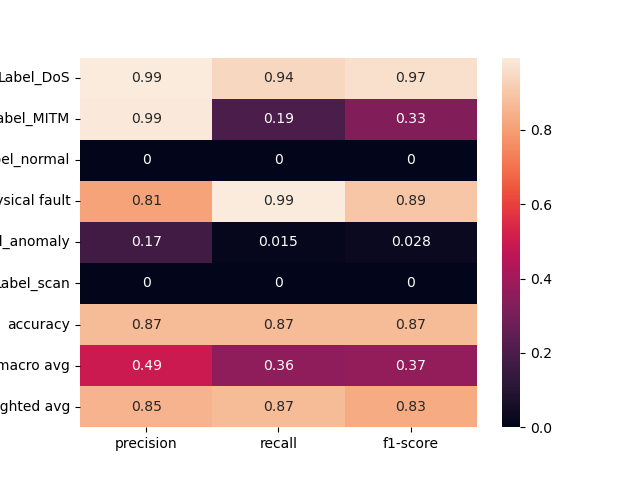 Label_DoS 0.99 0.94 0.97
abel_MITM 0.99 0.19 0.33 0.8
el_normal 0 0 0
ysical fault 0.81 0.99 0.89 0.6
l_anomaly 0.17 0.015 0.028 0.4
Label_scan 0 0 0
accuracy 0.87 0.87 0.87 0.2
macro avg 0.49 0.36 0.37
ghted avg 0.85 0.87 0.83 0.0
precision recall f1-score